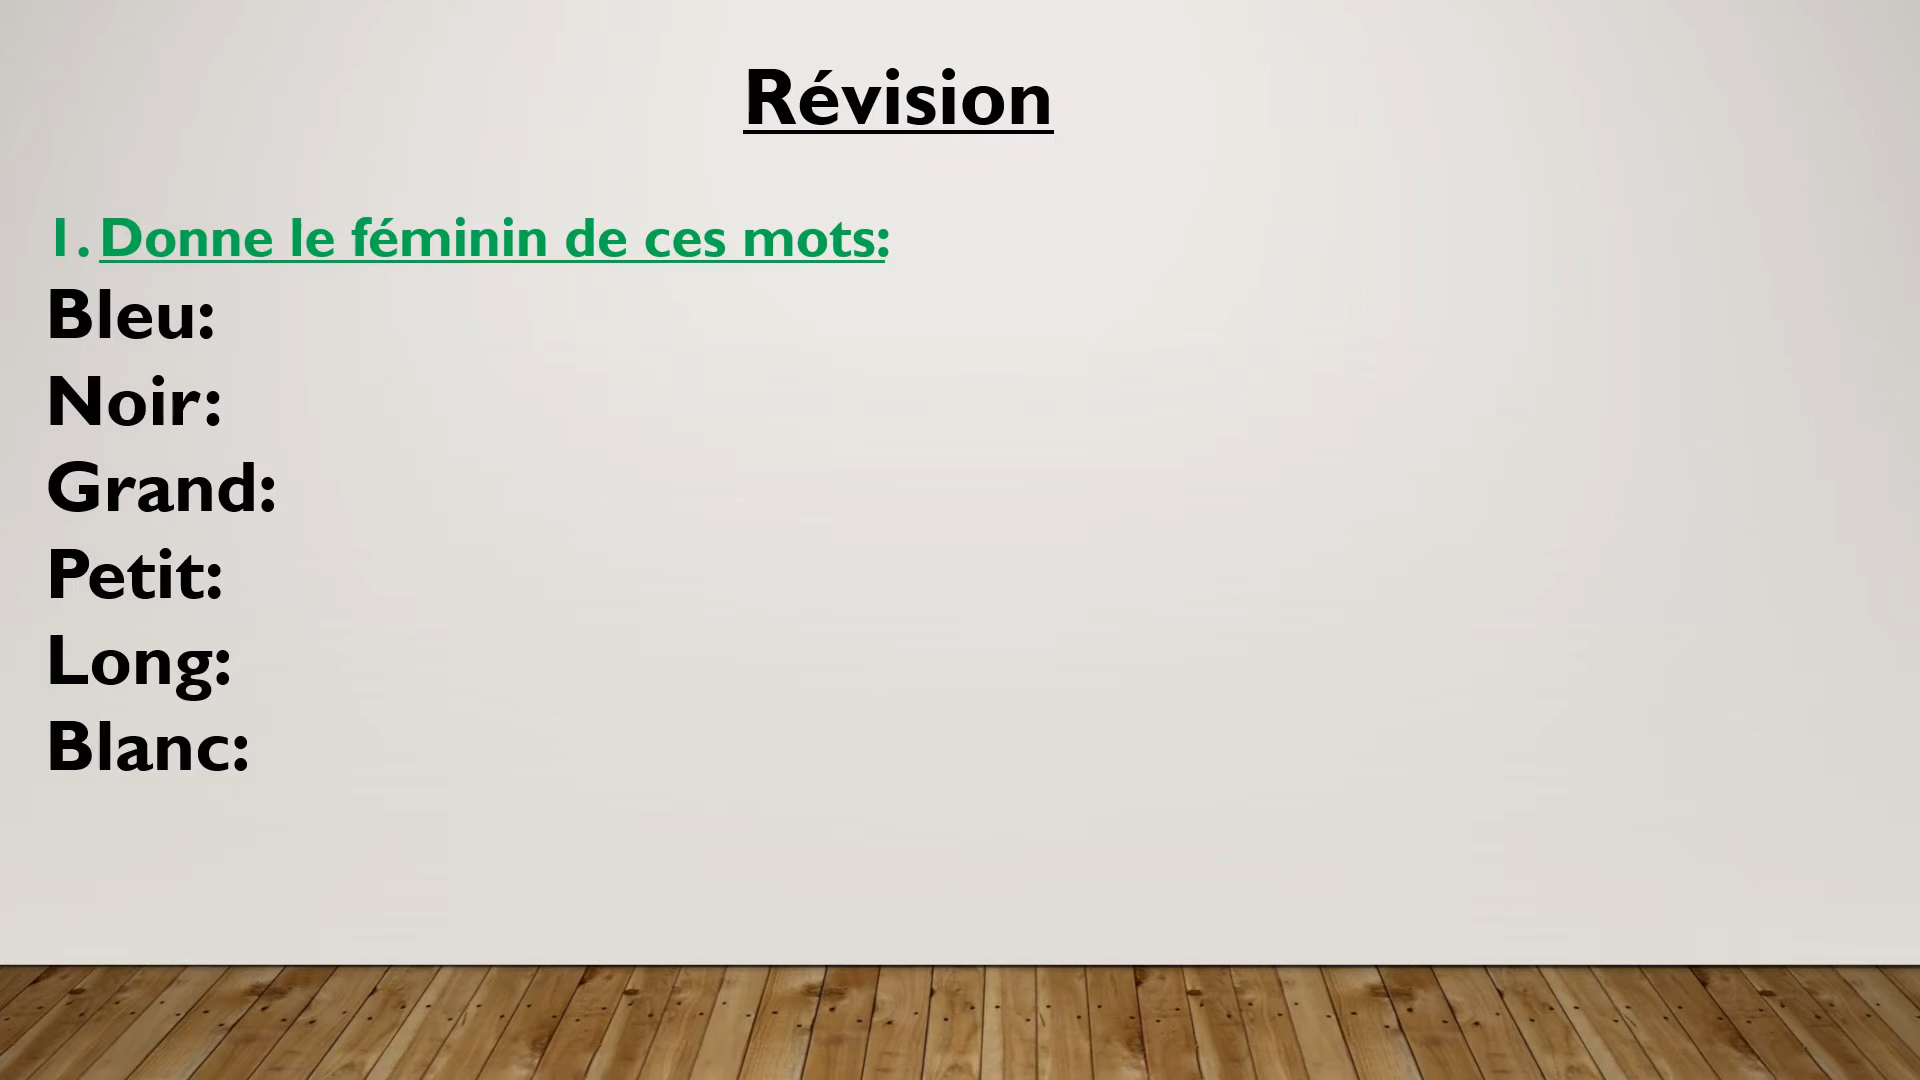 Révision
1. Donne le féminin de ces mots:
Bleu:
Noir:
Grand:
Petit:
Long:
Blanc: